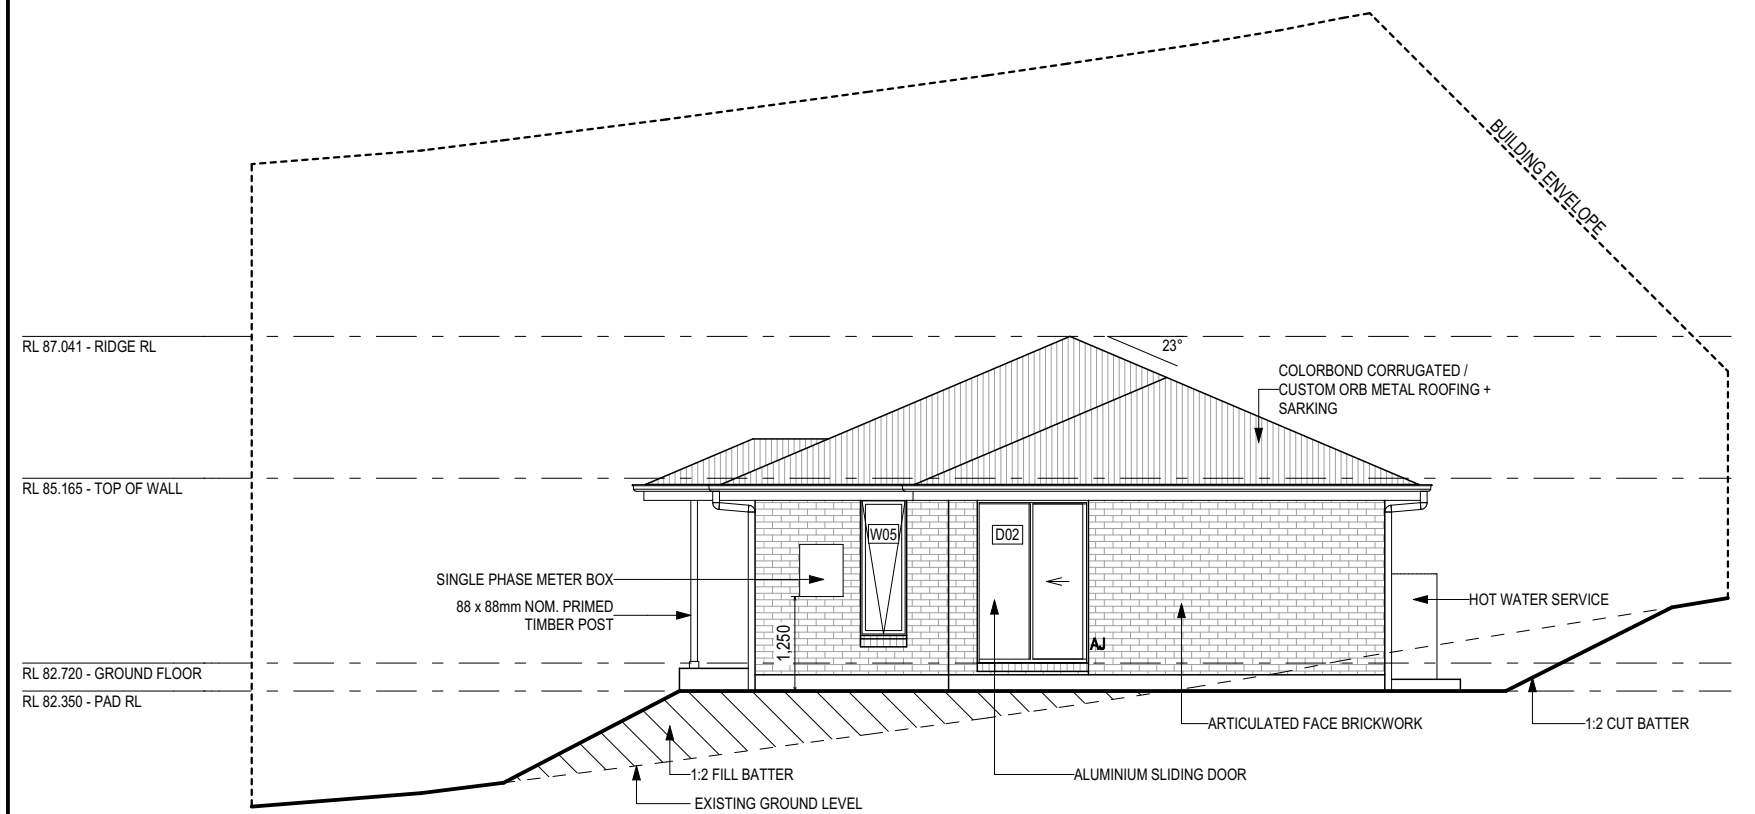 BUILDING ENVELOPE
RL 87.041 - RIDGE RL
23°
COLORBOND CORRUGATED /
CUSTOM ORB METAL ROOFING +
SARKING
RL 85.165 - TOP OF WALL
W05
D02
SINGLE PHASE METER BOX
88 x 88mm NOM. PRIMED
TIMBER POST
HOT WATER SERVICE
1,250
AJ
RL 82.720 - GROUND FLOOR
RL 82.350 - PAD RL
ARTICULATED FACE BRICKWORK
1:2 CUT BATTER
1:2 FILL BATTER
ALUMINIUM SLIDING DOOR
EXISTING GROUND LEVEL